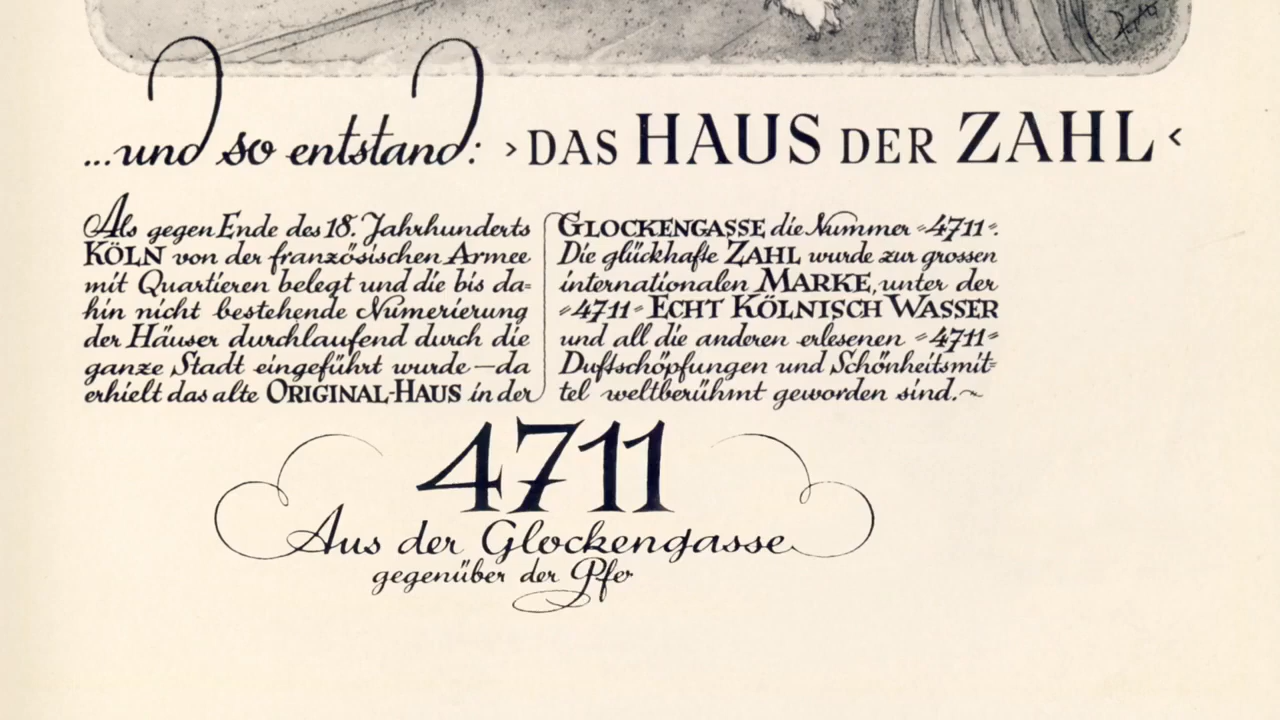 ...und so entstand: ›DAS HAUS DER ZAHL‹
Als gegen Ende des 18. Jahrhunderts
KÖLN von der französischen Armee
mit Quartieren belegt und die bis da=
hin nicht bestehende Numerierung
der Häuser durchlaufend durch die
ganze Stadt eingeführt wurde — da
erhielt das alte ORIGINAL-HAUS in der
GLOCKENGASSE die Nummer "4711".
Die glückhafte ZAHL wurde zur grossen
internationalen MARKE, unter der
"4711" ECHT KÖLNISCH WASSER
und all die anderen erlesenen "4711"
Duftschöpfungen und Schönheitsmit=
tel weltberühmt geworden sind.~
4711
Aus der Glockengasse
gegenüber der Pfer